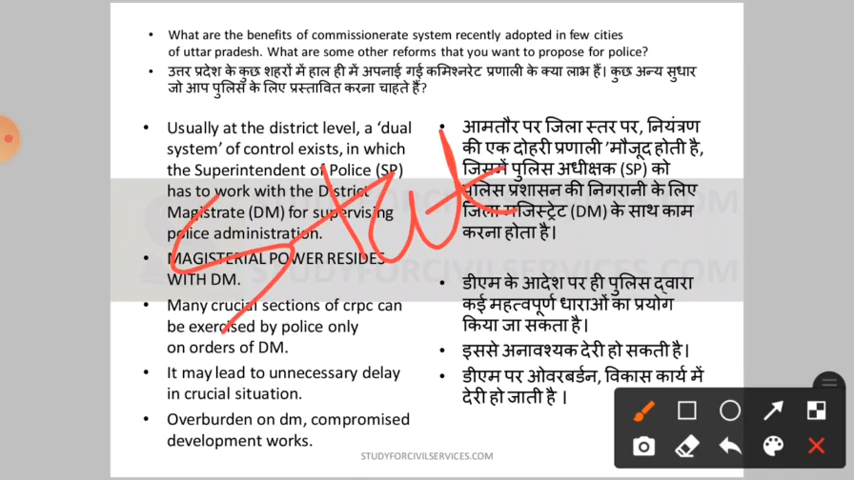 • What are the benefits of commissionerate system recently adopted in few cities
of uttar pradesh. What are some other reforms that you want to propose for police?
• उत्तर प्रदेश के कुछ शहरों में हाल ही में अपनाई गई कमिश्नरेट प्रणाली के क्या लाभ हैं। कुछ अन्य सुधार
जो आप पुलिस के लिए प्रस्तावित करना चाहते हैं?
• Usually at the district level, a ‘dual
system’ of control exists, in which
the Superintendent of Police (SP)
has to work with the District
Magistrate (DM) for supervising
police administration.
• MAGISTERIAL POWER RESIDES
WITH DM.
• Many crucial sections of crpc can
be exercised by police only
on orders of DM.
• It may lead to unnecessary delay
in crucial situation.
• Overburden on dm, compromised
development works.
• आमतौर पर जिला स्तर पर, नियंत्रण
की एक दोहरी प्रणाली ’मौजूद होती है,
जिसमें पुलिस अधीक्षक (SP) को
पुलिस प्रशासन की निगरानी के लिए
जिला मजिस्ट्रेट (DM) के साथ काम
करना होता है।
• डीएम के आदेश पर ही पुलिस द्वारा
कई महत्वपूर्ण धाराओं का प्रयोग
किया जा सकता है।
• इससे अनावश्यक देरी हो सकती है।
• डीएम पर ओवरबर्डन, विकास कार्य में
देरी हो जाती है ।
STUDYFORCIVILSERVICES.COM